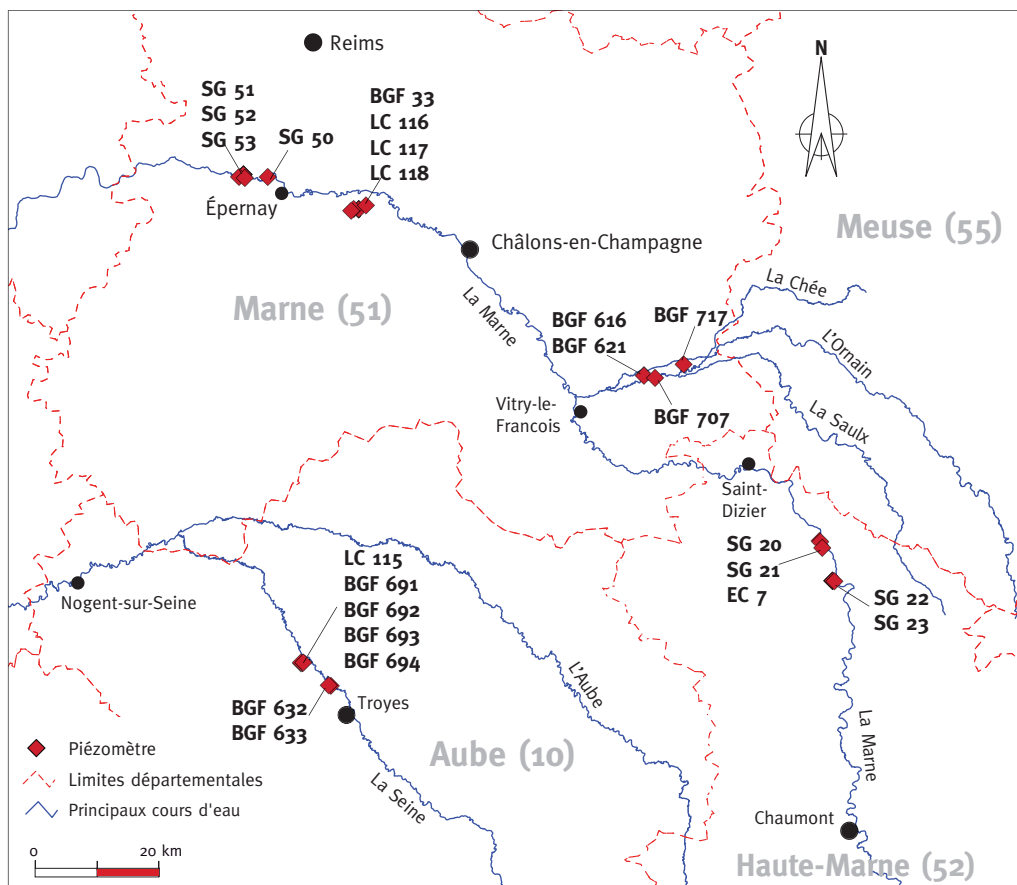 Reims
N
SG 51
SG 52
SG 53
SG 50
BGF 33
LC 116
LC 117
LC 118
Épernay
Châlons-en-Champagne
Meuse (55)
Marne (51)
La Marne
La Chée
BGF 616
BGF 621
BGF 717
L'Ornain
Vitry-le-
Francois
BGF 707
La Saulx
Saint-
Dizier
SG 20
SG 21
EC 7
SG 22
SG 23
LC 115
BGF 691
BGF 692
BGF 693
BGF 694
Nogent-sur-Seine
L'Aube
BGF 632
BGF 633
Troyes
La Marne
Aube (10)
La Seine
Chaumont
Haute-Marne (52)
Piézomètre
Limites départementales
Principaux cours d'eau
0 20 km